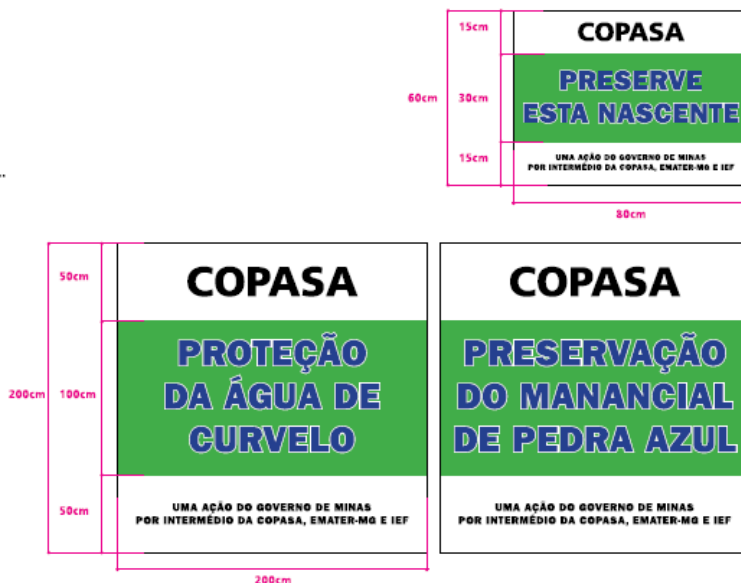 15cm
COPASA
60cm
30cm
PRESERVE
ESTA NASCENTE
15cm
UMA AÇÃO DO GOVERNO DE MINAS
POR INTERMÉDIO DA COPASA, EMATER-MG E IEF
80cm
50cm
COPASA
200cm
100cm
PROTEÇÃO
DA ÁGUA DE
CURVELO
50cm
UMA AÇÃO DO GOVERNO DE MINAS
POR INTERMÉDIO DA COPASA, EMATER-MG E IEF
200cm
COPASA
PRESERVAÇÃO
DO MANANCIAL
DE PEDRA AZUL
UMA AÇÃO DO GOVERNO DE MINAS
POR INTERMÉDIO DA COPASA, EMATER-MG E IEF